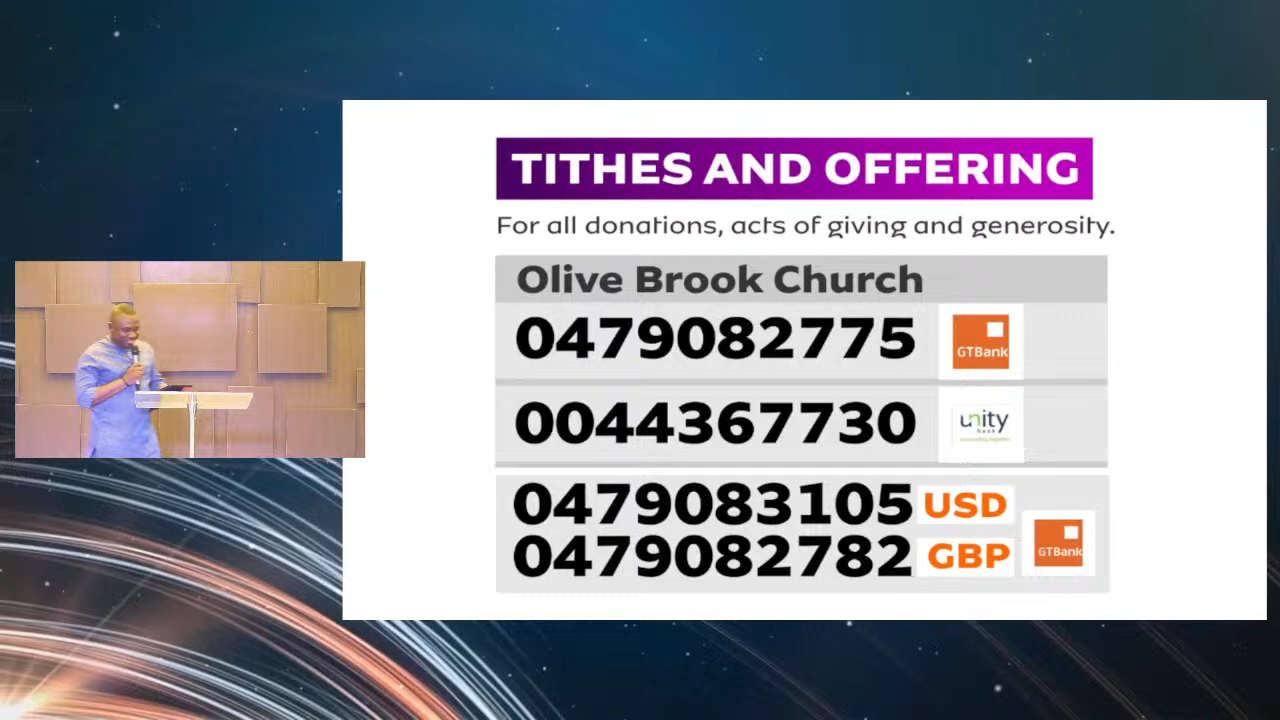 TITHES AND OFFERING
For all donations, acts of giving and generosity.
Olive Brook Church
0479082775
GTBank
0044367730
unity
bank
0479083105 USD
0479082782 GBP
GTBank